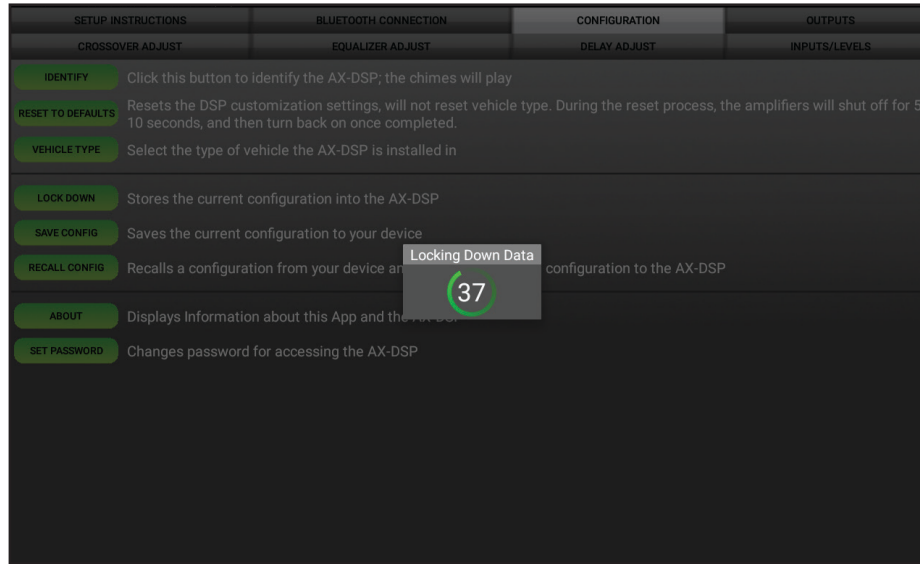 SETUP INSTRUCTIONS
BLUETOOTH CONNECTION
CONFIGURATION
OUTPUTS
CROSSOVER ADJUST
EQUALIZER ADJUST
DELAY ADJUST
INPUTS/LEVELS
IDENTIFY
Click this button to identify the AX-DSP; the chimes will play
RESET TO DEFAULTS
Resets the DSP customization settings, will not reset vehicle type. During the reset process, the amplifiers will shut off for 5
10 seconds, and then turn back on once completed.
VEHICLE TYPE
Select the type of vehicle the AX-DSP is installed in
LOCK DOWN
Stores the current configuration into the AX-DSP
SAVE CONFIG
Saves the current configuration to your device
RECALL CONFIG
Recalls a configuration from your device an configuration to the AX-DSP
Locking Down Data
37
ABOUT
Displays Information about this App and the
SET PASSWORD
Changes password for accessing the AX-DSP